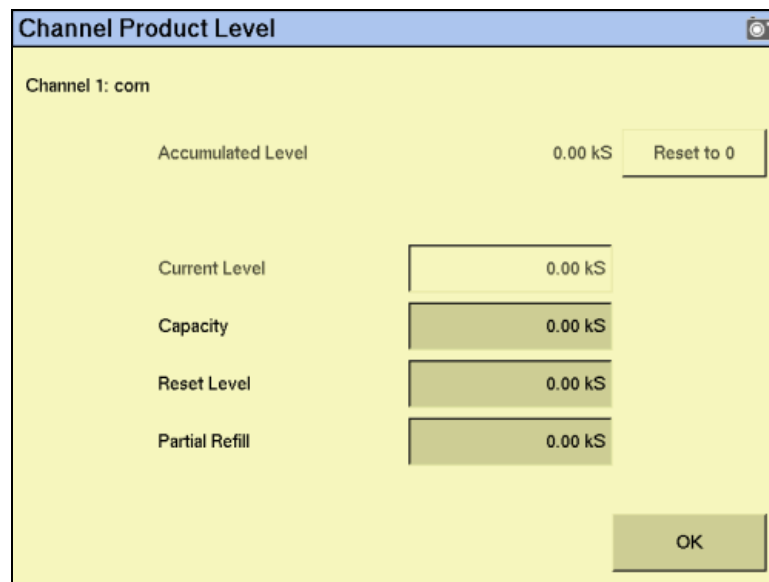 Channel Product Level
Channel 1: corn
Accumulated Level 0.00 kS Reset to 0
Current Level 0.00 kS
Capacity 0.00 kS
Reset Level 0.00 kS
Partial Refill 0.00 kS
OK